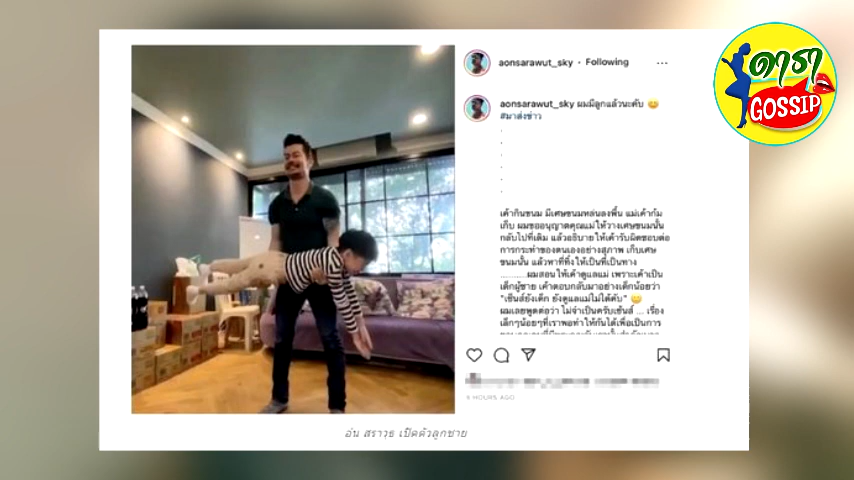 ดารา
GOSSIP
aonsarawut_sky • Following
aonsarawut_sky ผมมีลูกแล้วนะคับ 😊
#มาส่งข่าว
.
.
.
.
.
.
เค้ากินขนม มีเศษขนมหล่นลงพื้น แม่เค้าก้ม
เก็บ ผมขออนุญาตคุณแม่ให้วางเศษขนมนั้น
กลับไปที่เดิม แล้วอธิบายให้เค้ารับผิดชอบต่อ
การกระทำของตนเองอย่างสุภาพ เก็บเศษ
ขนมนั้น แล้วหาที่ทิ้งให้เป็นที่เป็นทาง
............ผมสอนให้เค้าดูแลแม่ เพราะเค้าเป็น
เด็กผู้ชาย เค้าตอบกลับมาอย่างเด็กน้อยว่า
"เซ็นส์ยังเด็ก ยังดูแลแม่ไม่ได้คับ" 😊
ผมเลยพูดต่อว่า ไม่จำเป็นครับเซ้นส์ ... เรื่อง
เล็กๆน้อยๆที่เราพอทำให้กันได้เพื่อเป็นการ
6 HOURS AGO
อ่น สราวุธ เปิดตัวลูกชาย